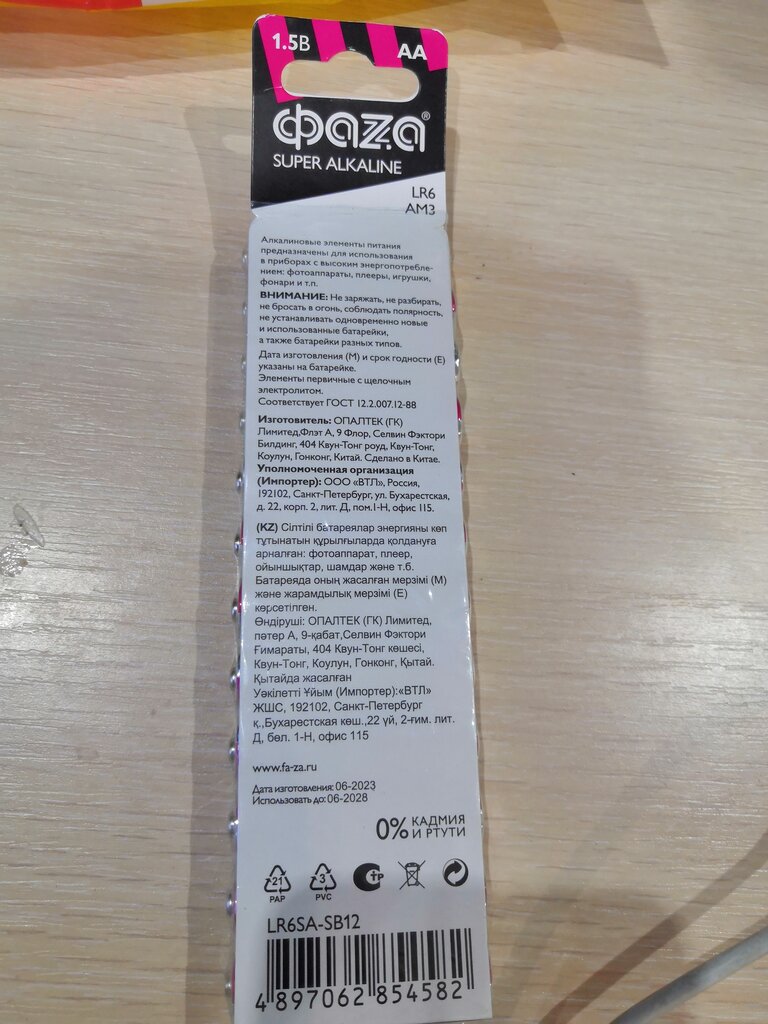 1.5В
AA
фаzа®
SUPER ALKALINE
LR6
AM3
Алкалиновые элементы питания
предназначены для использования
в приборах с высоким энергопотребле-
нием: фотоаппараты, плееры, игрушки,
фонари и т.п.
ВНИМАНИЕ: Не заряжать, не разбирать,
не бросать в огонь, соблюдать полярность,
не устанавливать одновременно новые
и использованные батарейки,
а также батарейки разных типов.
Дата изготовления (М) и срок годности (Е)
указаны на батарейке.
Элементы первичные с щелочным
электролитом.
Соответствует ГОСТ 12.2.007.12-88
Изготовитель: ОПАЛТЕК (ГК)
Лимитед,Флэт А, 9 Флор, Селвин Фэктори
Билдинг, 404 Квун-Тонг роуд, Квун-Тонг,
Коулун, Гонконг, Китай. Сделано в Китае.
Уполномоченная организация
(Импортер): ООО «ВТЛ», Россия,
192102, Санкт-Петербург, ул. Бухарестская,
д. 22, корп. 2, лит. Д, пом.1-Н, офис 115.
(KZ) Сілтілі батареялар энергияны көп
тұтынатын құрылғыларда қолдануға
арналған: фотоаппарат, плеер,
ойыншықтар, шамдар және т.б.
Батареяда оның жасалған мерзімі (М)
және жарамдылық мерзімі (Е)
көрсетілген.
Өндіруші: ОПАЛТЕК (ГК) Лимитед,
пәтер А, 9-қабат,Селвин Фэктори
Ғимараты, 404 Квун-Тонг көшесі,
Квун-Тонг, Коулун, Гонконг, Қытай.
Қытайда жасалған
Уәкілетті Ұйым (Импортер):«ВТЛ»
ЖШС, 192102, Санкт-Петербург
қ.,Бухарестская көш.,22 үй, 2-ғим. лит.
Д, бөл. 1-Н, офис 115
www.fa-za.ru
Дата изготовления: 06-2023
Использовать до: 06-2028
0% КАДМИЯ
И РТУТИ
21 3
PAP PVC
LR6SA-SB12
4 897062 854582